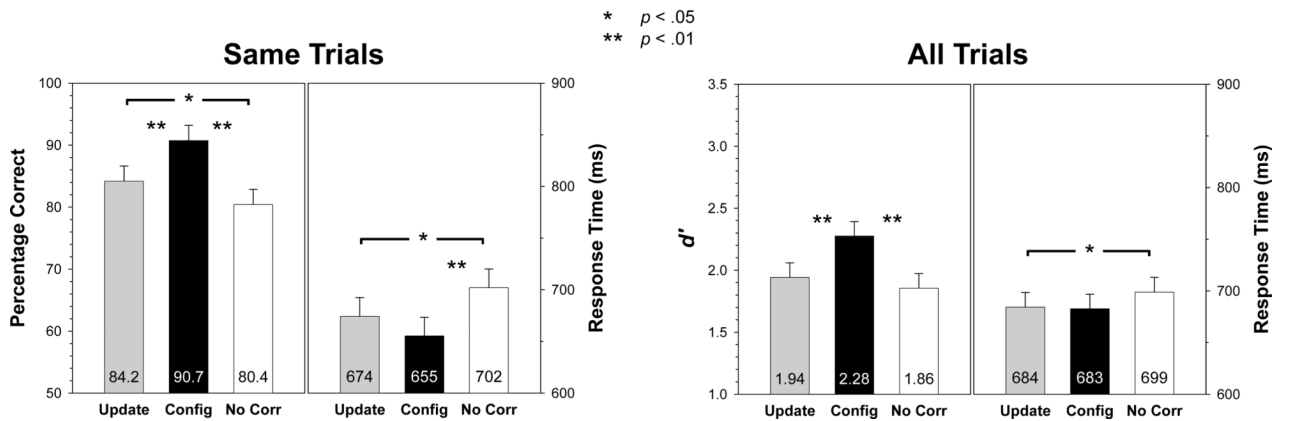 * p < .05
** p < .01
Same Trials
All Trials
Percentage Correct
100
90
80
70
60
50
*
** **
84.2 90.7 80.4
Update Config No Corr
*
**
674 655 702
Update Config No Corr
900
800
700
600
Response Time (ms)
d'
3.5
3.0
2.5
2.0
1.5
1.0
** **
1.94 2.28 1.86
Update Config No Corr
*
684 683 699
Update Config No Corr
900
800
700
600
Response Time (ms)